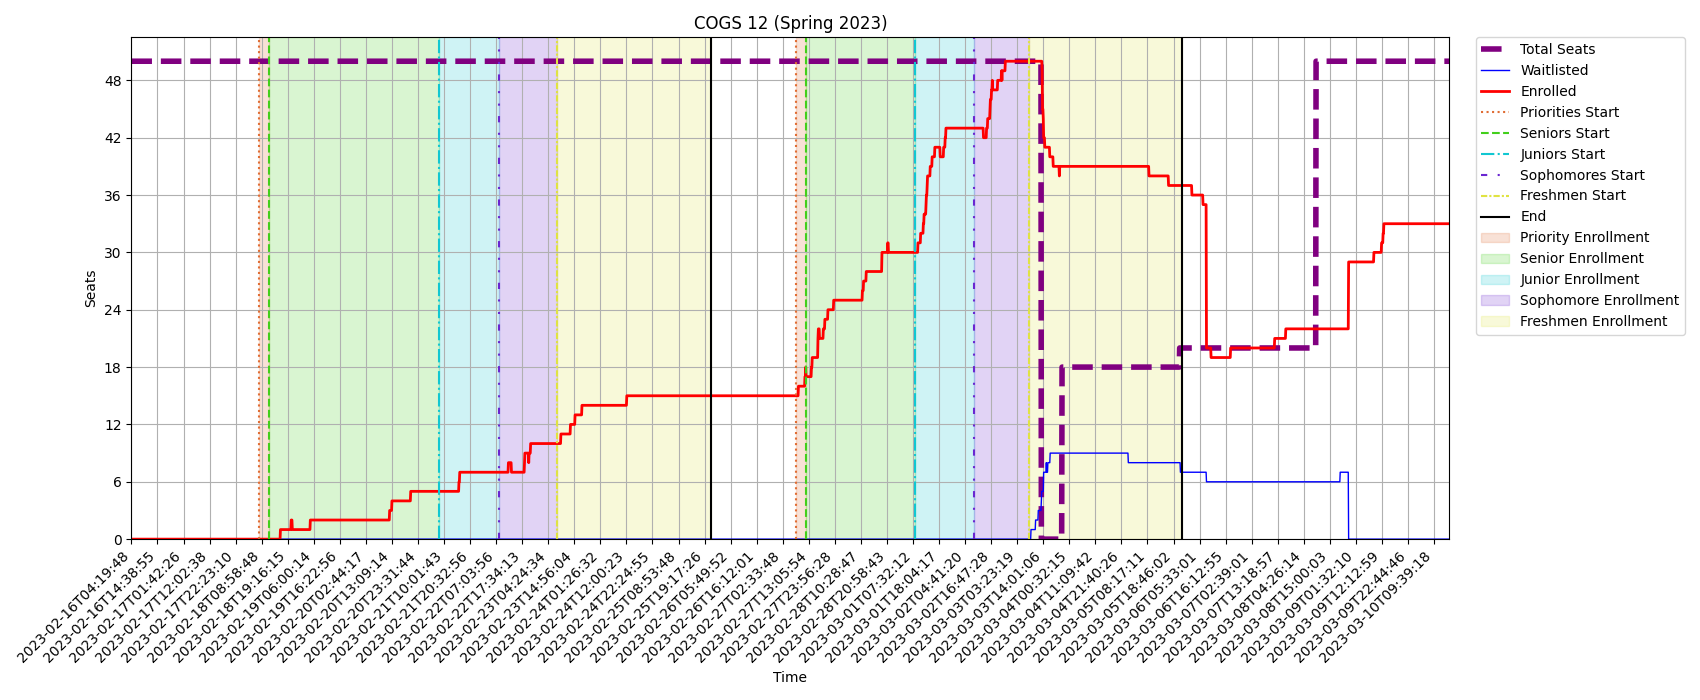 COGS 12 (Spring 2023)
Seats
48
42
36
30
24
18
12
6
0
2023-02-16T04:19:48
2023-02-16T14:38:55
2023-02-17T01:42:26
2023-02-17T12:02:38
2023-02-17T22:23:10
2023-02-18T08:58:48
2023-02-18T19:16:15
2023-02-19T06:00:14
2023-02-19T16:22:56
2023-02-20T02:44:17
2023-02-20T13:09:14
2023-02-20T23:31:44
2023-02-21T10:01:43
2023-02-21T20:32:56
2023-02-22T07:03:56
2023-02-22T17:34:13
2023-02-23T04:24:34
2023-02-23T14:56:04
2023-02-24T01:26:32
2023-02-24T12:00:23
2023-02-24T22:24:55
2023-02-25T08:53:48
2023-02-25T19:17:26
2023-02-26T05:49:52
2023-02-26T16:12:01
2023-02-27T02:33:48
2023-02-27T13:05:54
2023-02-27T23:56:28
2023-02-28T10:28:47
2023-02-28T20:58:43
2023-03-01T07:32:12
2023-03-01T18:04:17
2023-03-02T04:41:20
2023-03-02T16:47:28
2023-03-03T03:23:19
2023-03-03T14:01:06
2023-03-04T00:32:15
2023-03-04T11:09:42
2023-03-04T21:40:26
2023-03-05T08:17:11
2023-03-05T18:46:02
2023-03-06T05:33:01
2023-03-06T16:12:55
2023-03-07T02:39:01
2023-03-07T13:18:57
2023-03-08T04:26:14
2023-03-08T15:00:03
2023-03-09T01:32:10
2023-03-09T12:12:59
2023-03-09T22:44:46
2023-03-10T09:39:18
Time
Total Seats
Waitlisted
Enrolled
Priorities Start
Seniors Start
Juniors Start
Sophomores Start
Freshmen Start
End
Priority Enrollment
Senior Enrollment
Junior Enrollment
Sophomore Enrollment
Freshmen Enrollment